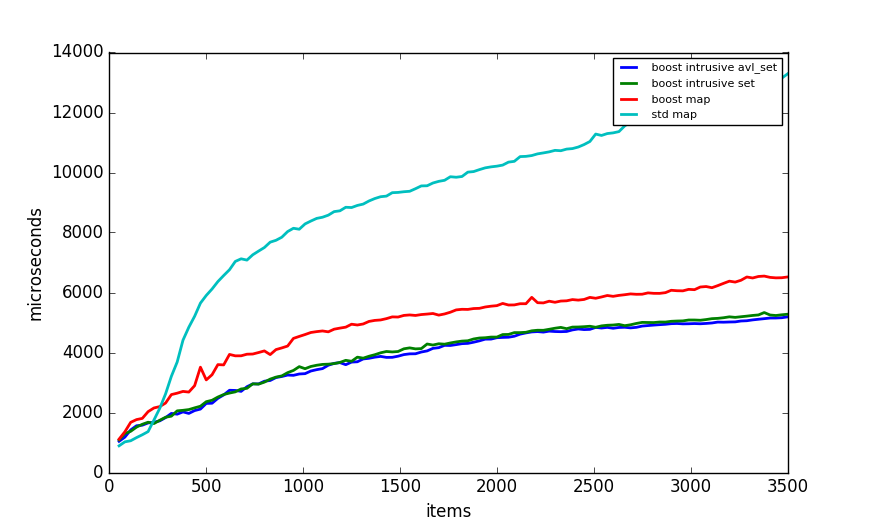 14000
12000
10000
8000
6000
4000
2000
0
microseconds
boost intrusive avl_set
boost intrusive set
boost map
std map
0 500 1000 1500 2000 2500 3000 3500
items